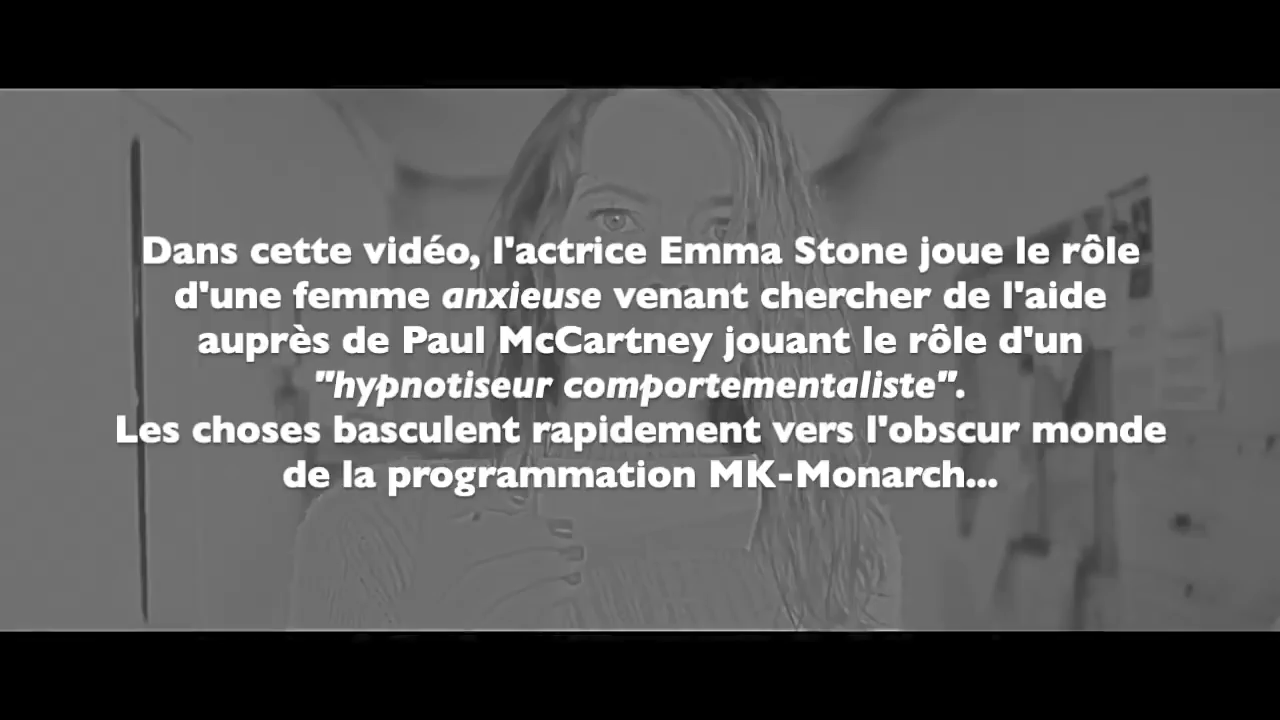 Dans cette vidéo, l'actrice Emma Stone joue le rôle
d'une femme anxieuse venant chercher de l'aide
auprès de Paul McCartney jouant le rôle d'un
"hypnotiseur comportementaliste".
Les choses basculent rapidement vers l'obscur monde
de la programmation MK-Monarch...